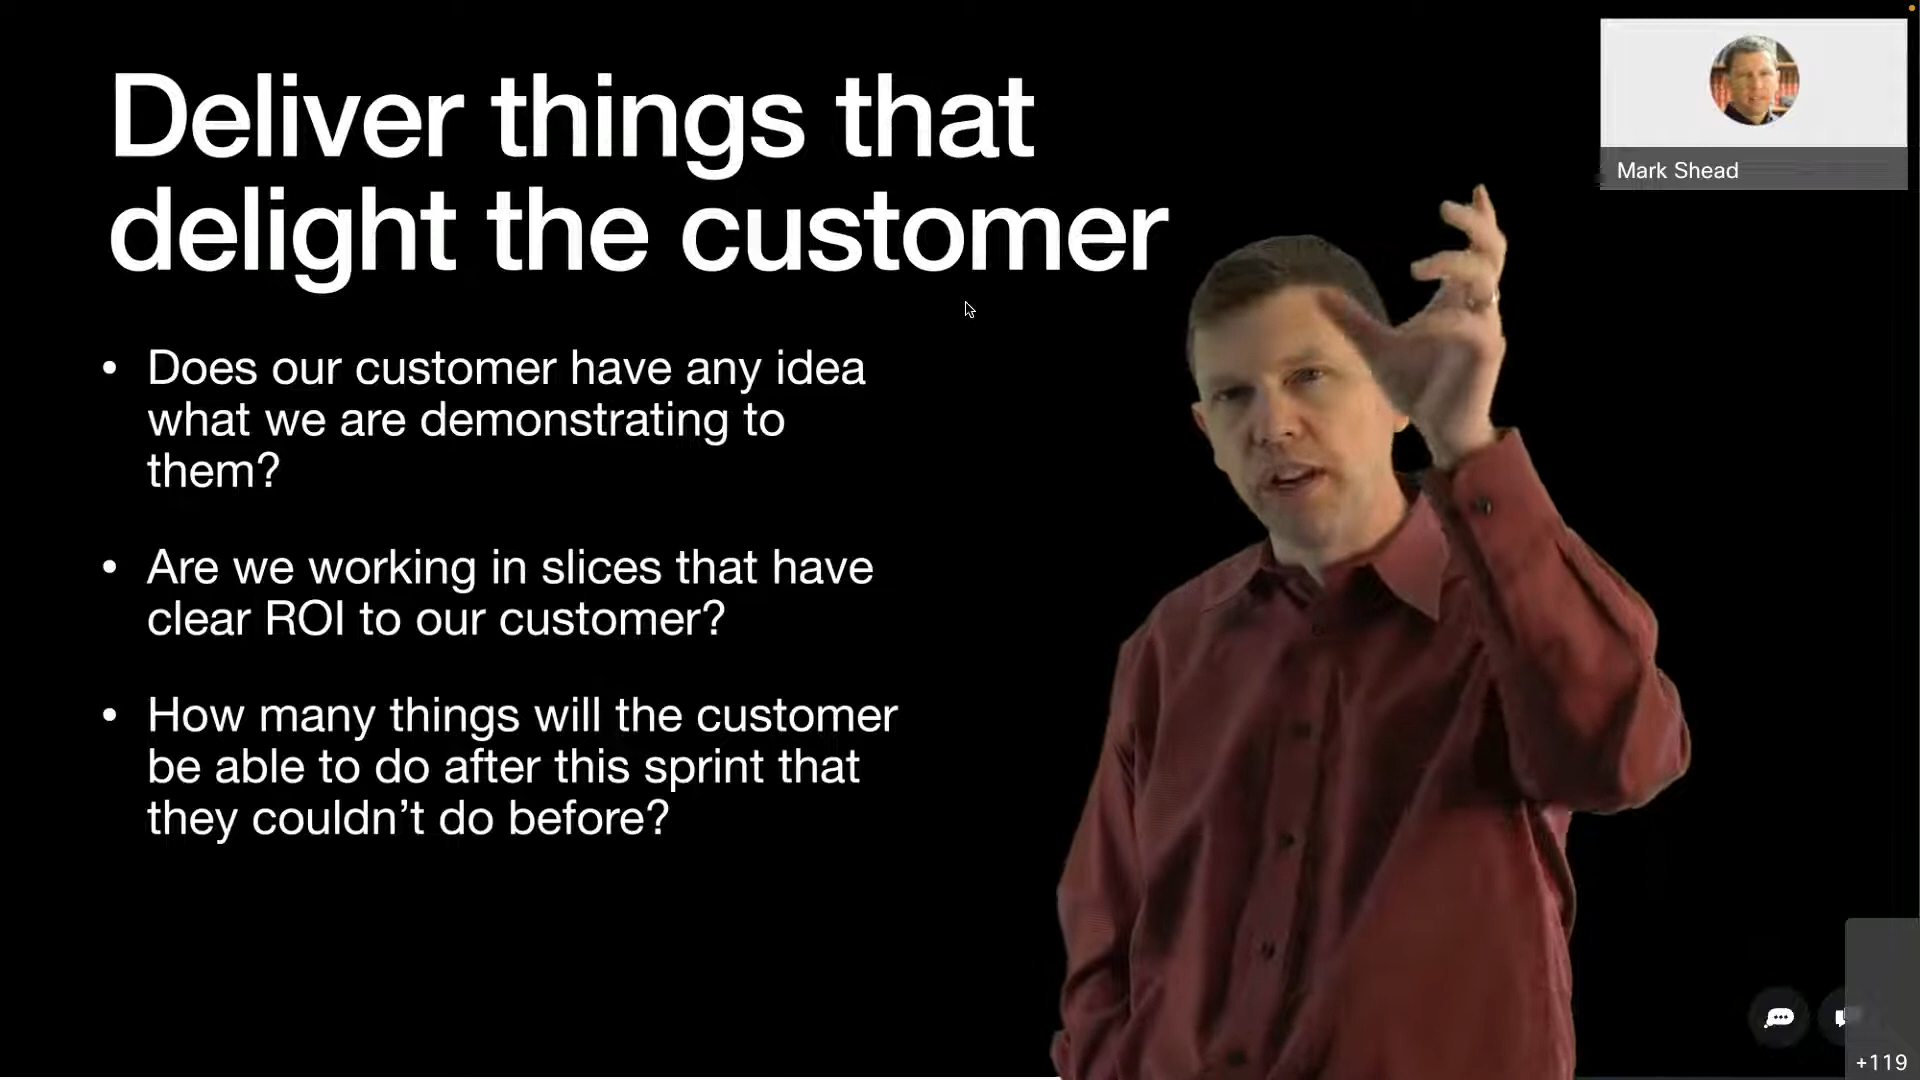 Deliver things that
delight the customer
• Does our customer have any idea
what we are demonstrating to
them?
• Are we working in slices that have
clear ROI to our customer?
• How many things will the customer
be able to do after this sprint that
they couldn’t do before?
Mark Shead
+119